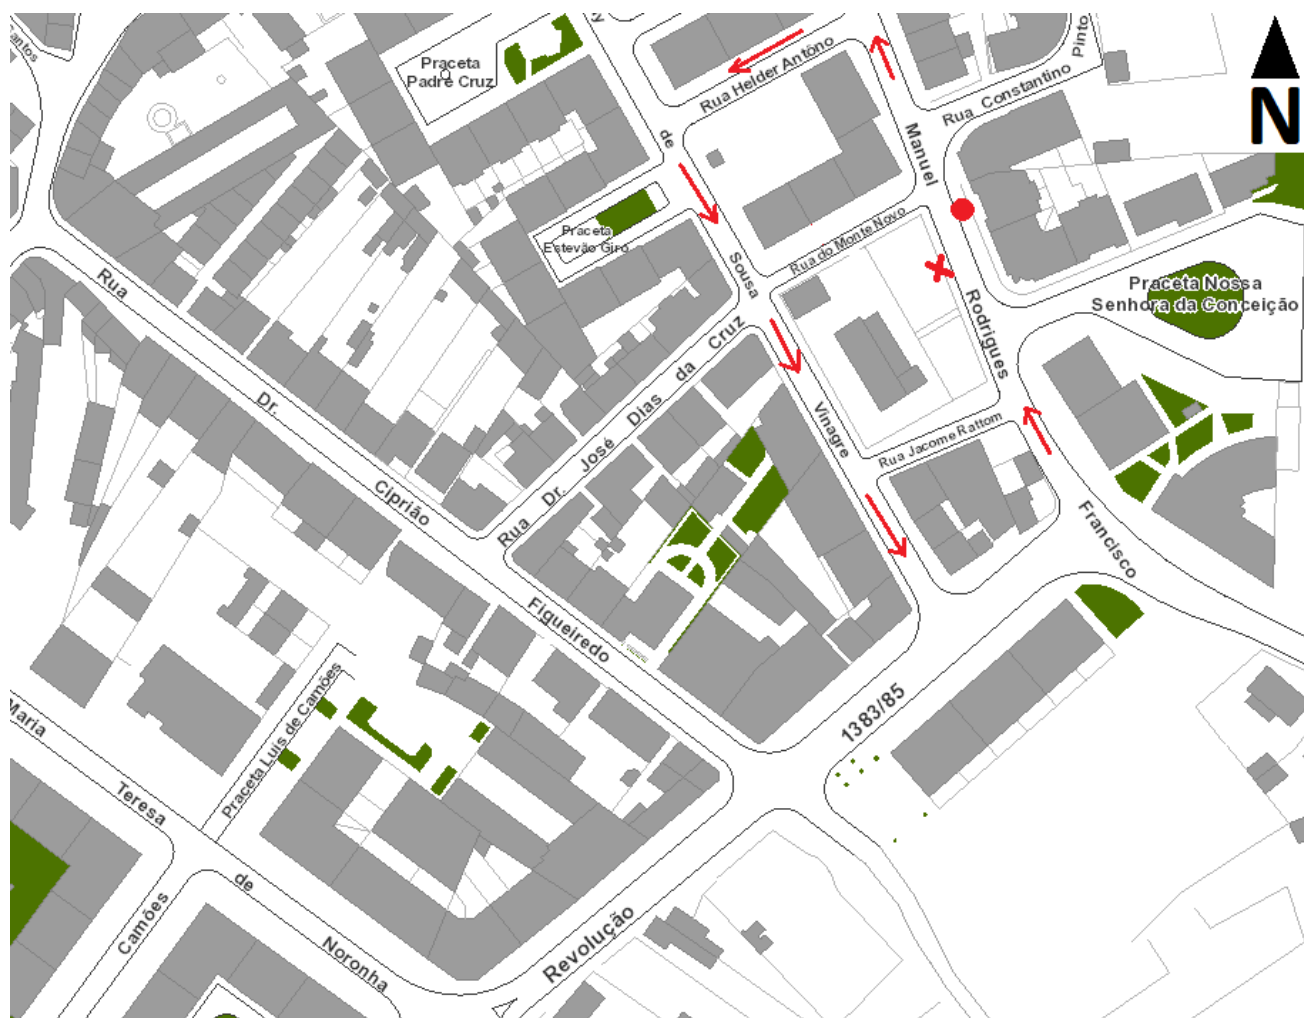 Praceta
Padre Cruz
Rua Helder António
Pinto
Rua Constantino
de
Manuel
Praceta
Estevão Giro
Rua do Monte Novo
Sousa
Rua
Praceta Nossa
Senhora da Conceição
Rodrigues
Rua Dr. José Dias da Cruz
Dr.
Vinagre
Rua Jacome Rattom
Ciprião
Francisco
Figueiredo
1383/85
Praceta Luis de Camões
Maria
Teresa
de
Noronha
Camões
Revolução
N